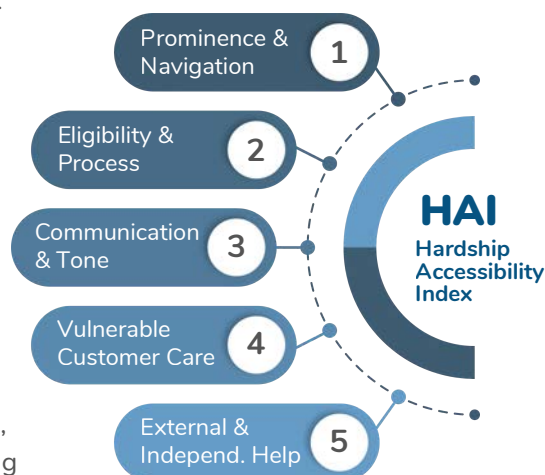 Prominence &
Navigation
1
Eligibility &
Process
2
Communication
& Tone
3
Vulnerable
Customer Care
4
External &
Independ. Help
5
HAI
Hardship
Accessibility
Index
,
g